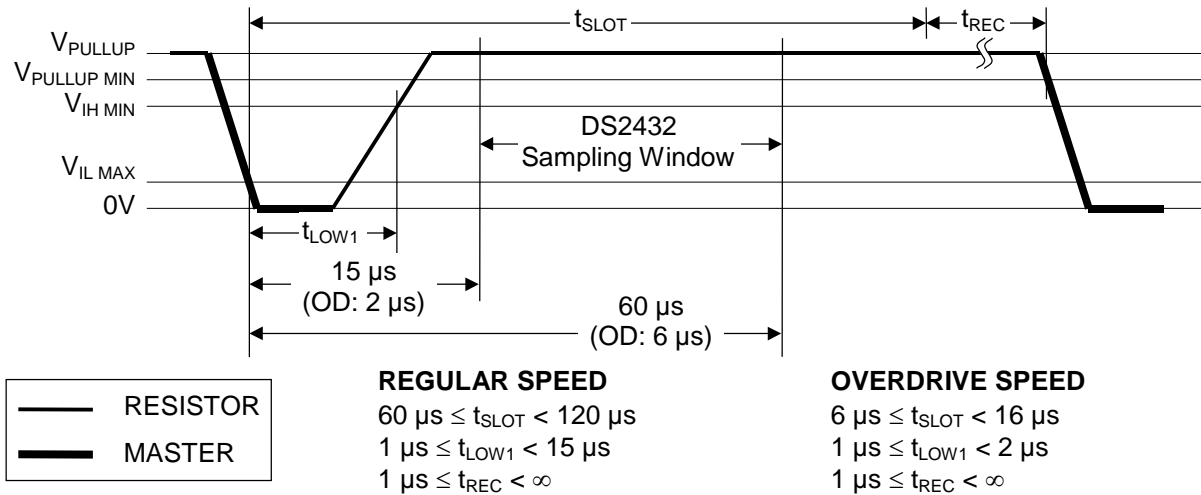 tSLOT
tREC
VPULLUP
VPULLUP MIN
VIH MIN
DS2432
Sampling Window
VIL MAX
0V
tLOW1
15 µs
(OD: 2 µs)
60 µs
(OD: 6 µs)
RESISTOR
MASTER
REGULAR SPEED
60 µs ≤ tSLOT < 120 µs
1 µs ≤ tLOW1 < 15 µs
1 µs ≤ tREC < ∞
OVERDRIVE SPEED
6 µs ≤ tSLOT < 16 µs
1 µs ≤ tLOW1 < 2 µs
1 µs ≤ tREC < ∞